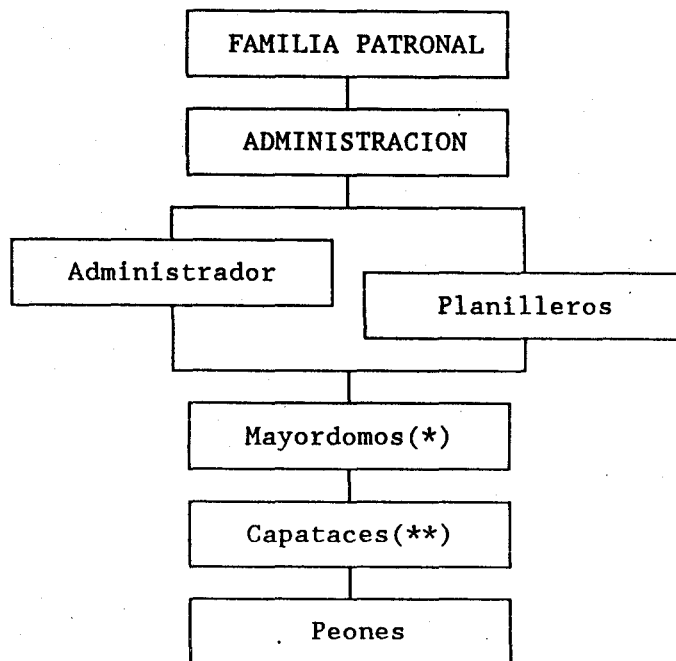 FAMILIA PATRONAL
ADMINISTRACION
Administrador
Planilleros
Mayordomos(*)
Capataces(**)
Peones